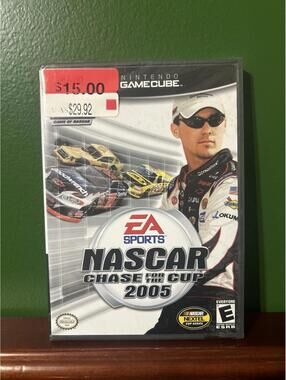 $15.00
$29.92
NINTENDO
GAMECUBE
EA
SPORTS
NASCAR
CHASE FOR THE CUP
2005
NASCAR
NEXTEL
CUP SERIES
EVERYONE
E
ESRB